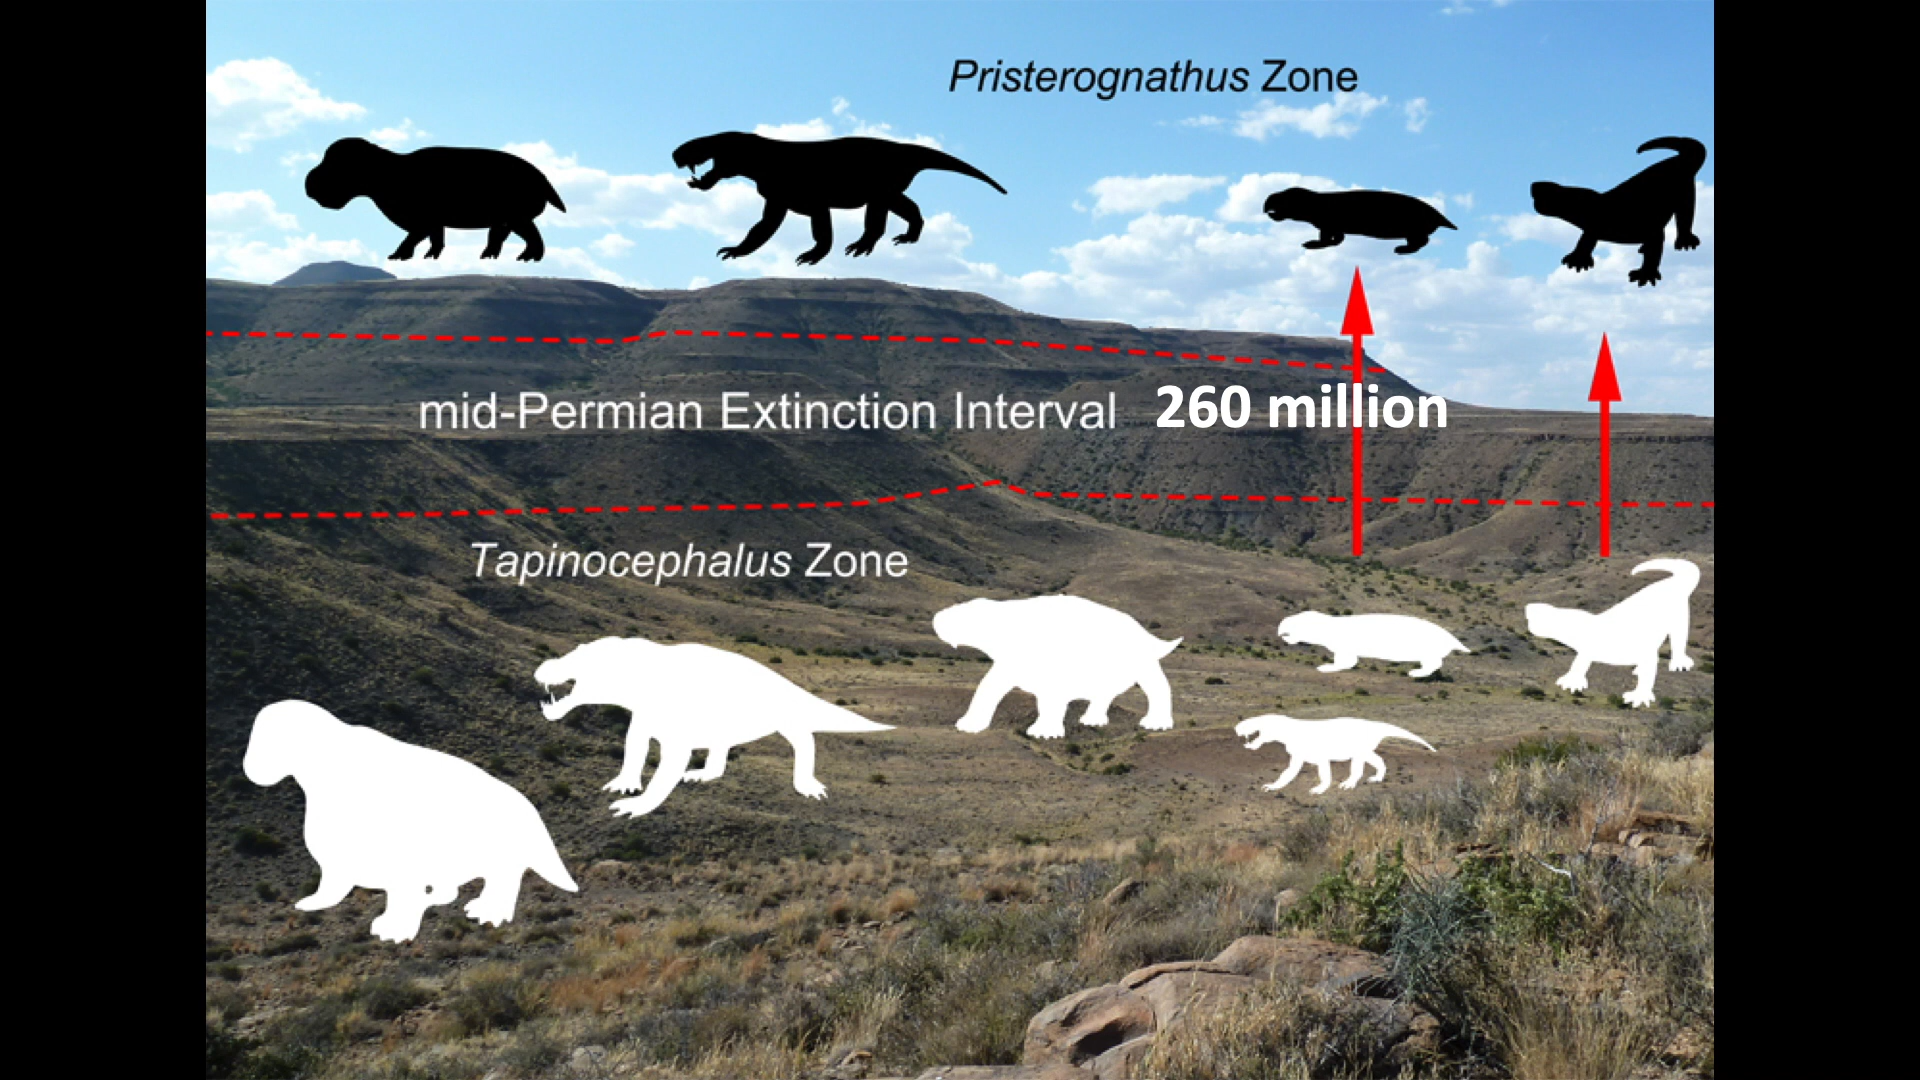 Pristerognathus Zone
mid-Permian Extinction Interval 260 million
Tapinocephalus Zone